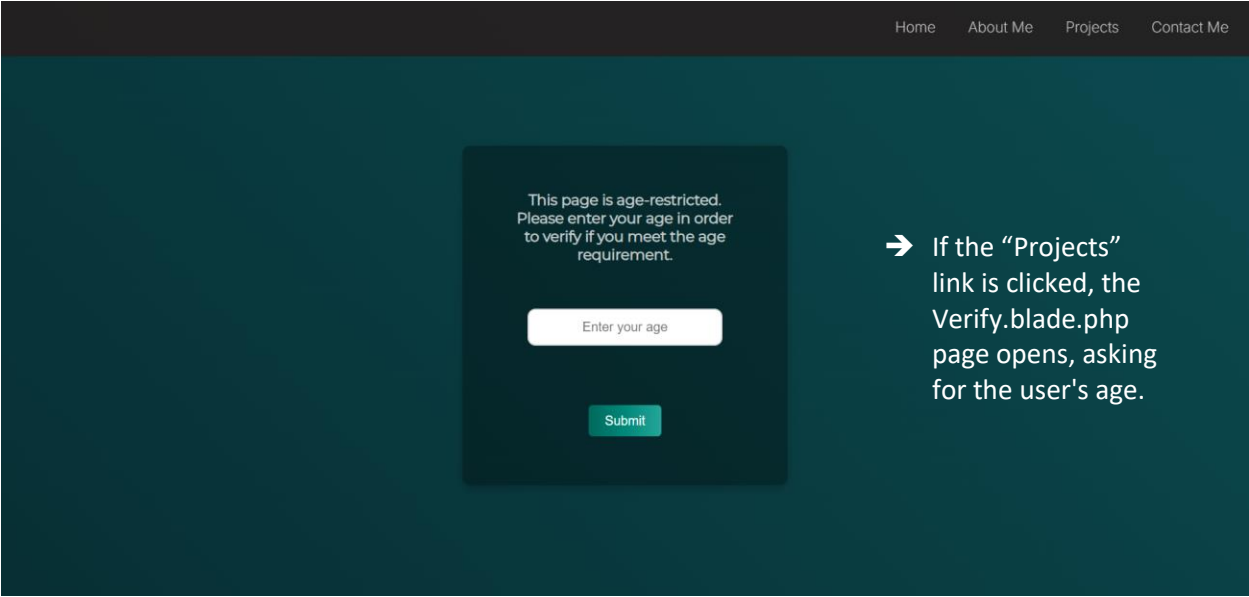 Home About Me Projects Contact Me
This page is age-restricted.
Please enter your age in order
to verify if you meet the age
requirement.
Enter your age
Submit
➔ If the “Projects”
link is clicked, the
Verify.blade.php
page opens, asking
for the user's age.